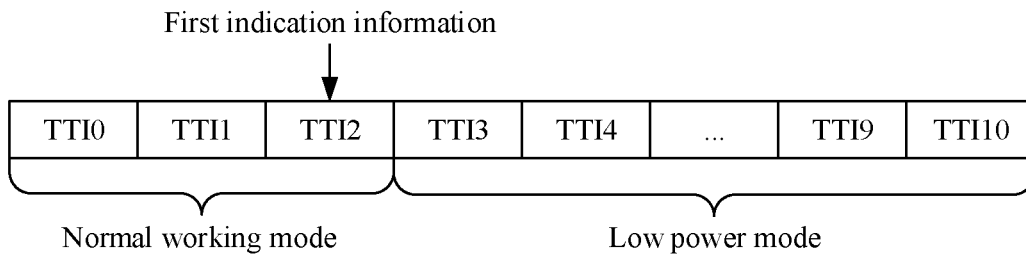 First indication information
TTI0 TTI1 TTI2 TTI3 TTI4 ... TTI9 TTI10
Normal working mode Low power mode